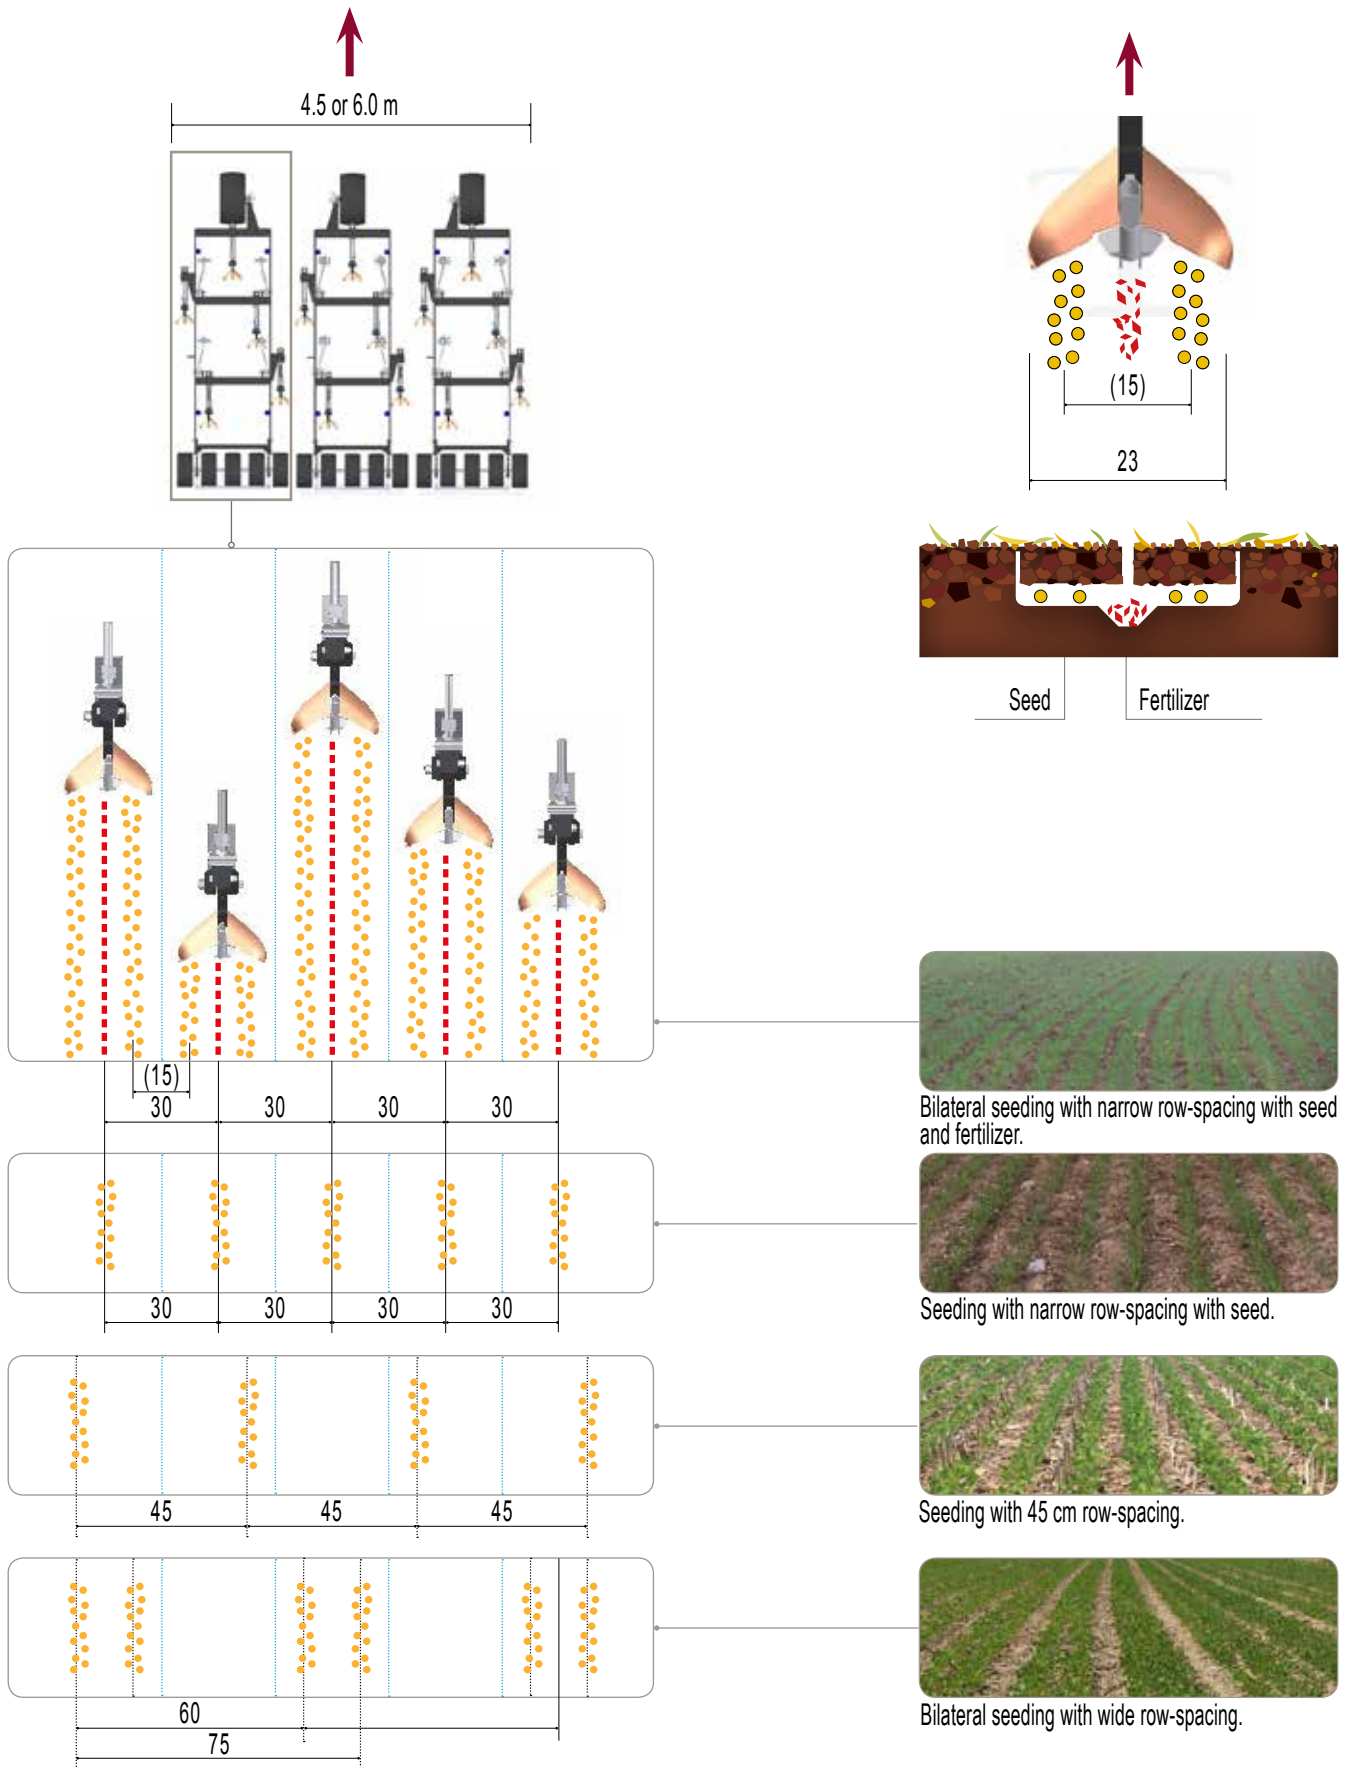 4.5 or 6.0 m
(15)
23
Seed
Fertilizer
(15)
30
30
30
30
Bilateral seeding with narrow row-spacing with seed
and fertilizer.
30
30
30
30
Seeding with narrow row-spacing with seed.
45
45
45
Seeding with 45 cm row-spacing.
60
75
Bilateral seeding with wide row-spacing.